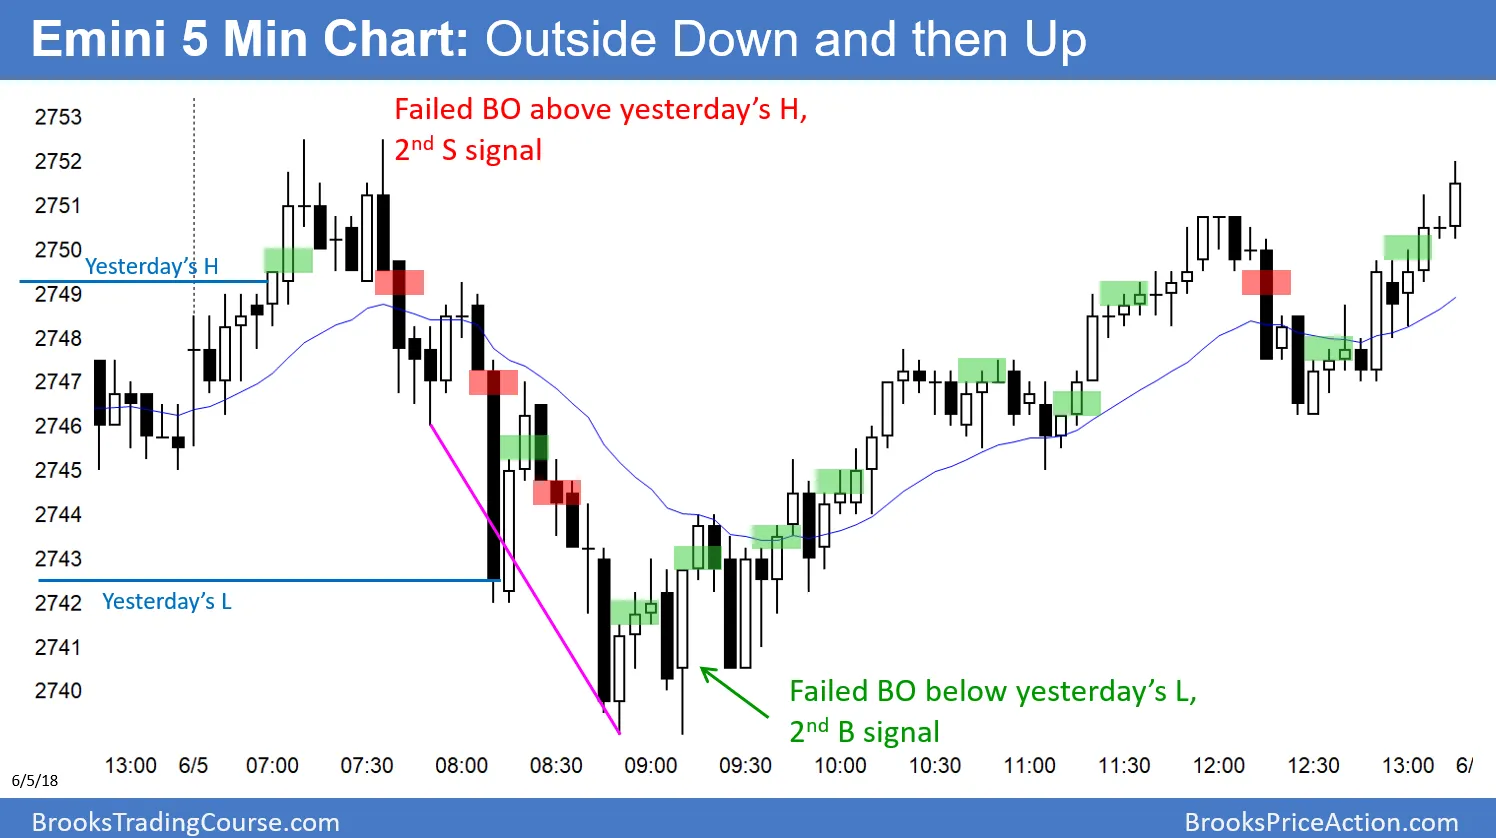 Emini 5 Min Chart: Outside Down and then Up
Failed BO above yesterday's H,
2nd S signal
2753
2752
2751
2750
Yesterday's H
2749
2748
2747
2746
2745
2744
2743
Yesterday's L
2742
2741
2740
Failed BO below yesterday's L,
2nd B signal
13:00 6/5 07:00 07:30 08:00 08:30 09:00 09:30 10:00 10:30 11:00 11:30 12:00 12:30 13:00 6/
6/5/18
BrooksTradingCourse.com
BrooksPriceAction.com